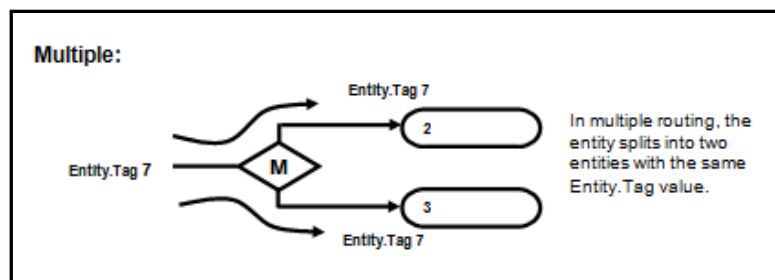 Multiple:
Entity.Tag 7
2
Entity.Tag 7
M
3
Entity.Tag 7
In multiple routing, the
entity splits into two
entities with the same
Entity.Tag value.